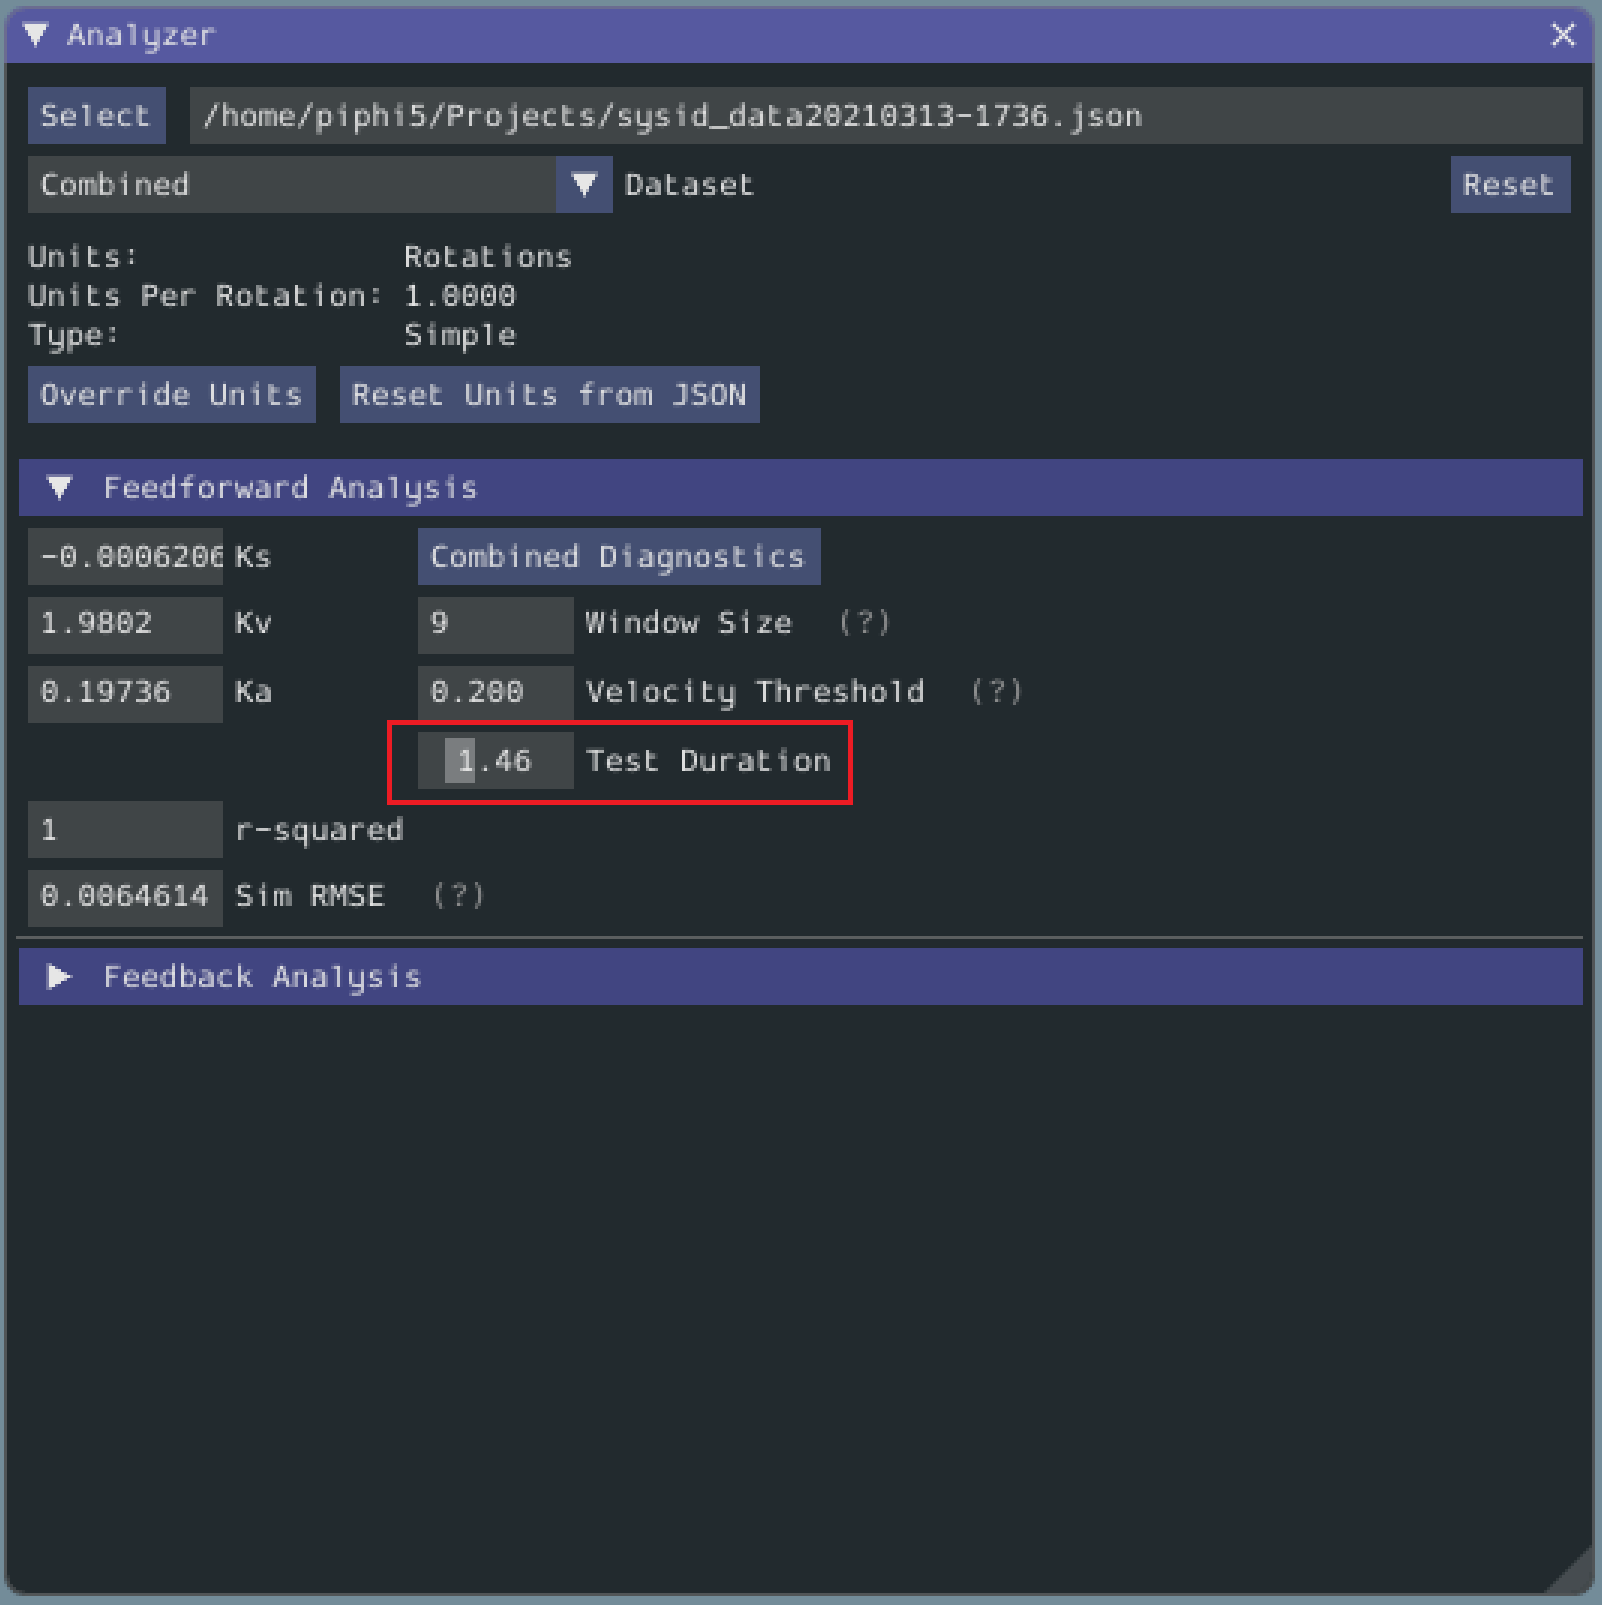 Analyzer
Select /home/piphi5/Projects/sysid_data20210313-1736.json
Combined Dataset Reset
Units: Rotations
Units Per Rotation: 1.0000
Type: Simple
Override Units Reset Units from JSON
Feedforward Analysis
-0.0006206 Ks Combined Diagnostics
1.9802 Kv 9 Window Size (?)
0.19736 Ka 0.200 Velocity Threshold (?)
1.46 Test Duration
1 r-squared
0.0064614 Sim RMSE (?)
Feedback Analysis